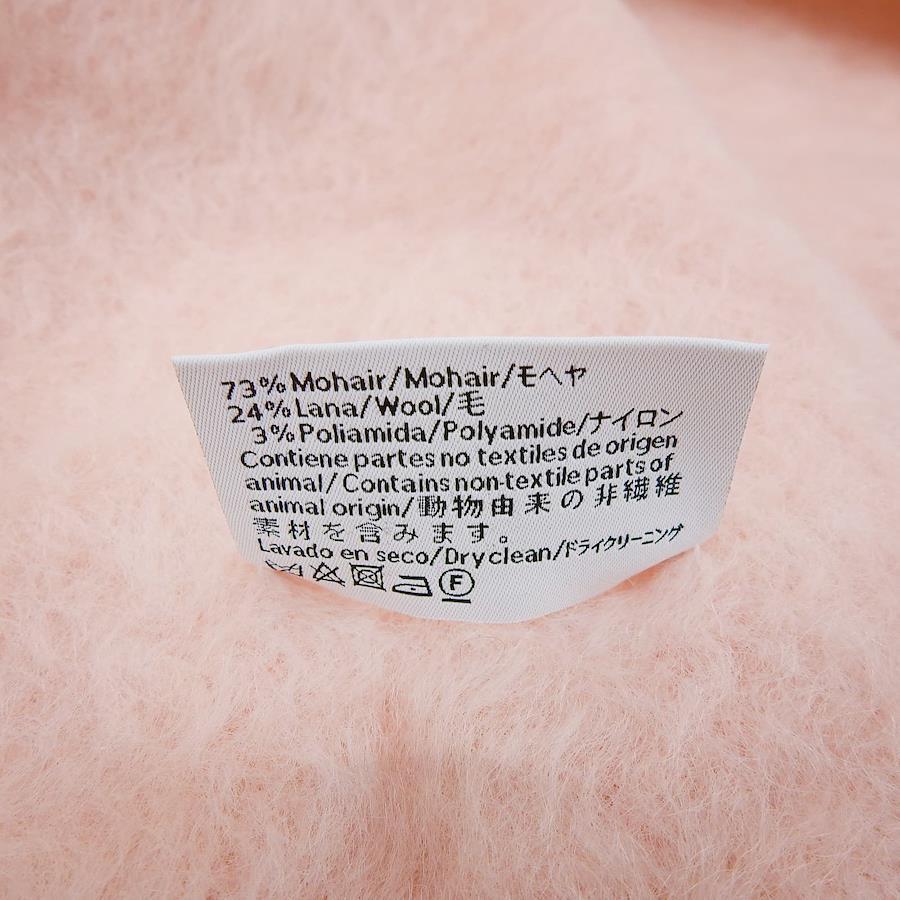 73% Mohair/Mohair/モヘヤ
24% Lana/Wool/毛
3% Poliamida/Polyamide/ナイロン
Contiene partes no textiles de origen
animal/Contains non-textile parts of
animal origin/動物由来の非繊維
素材を含みます。
Lavado en seco/Dry clean/ドライクリーニング
F